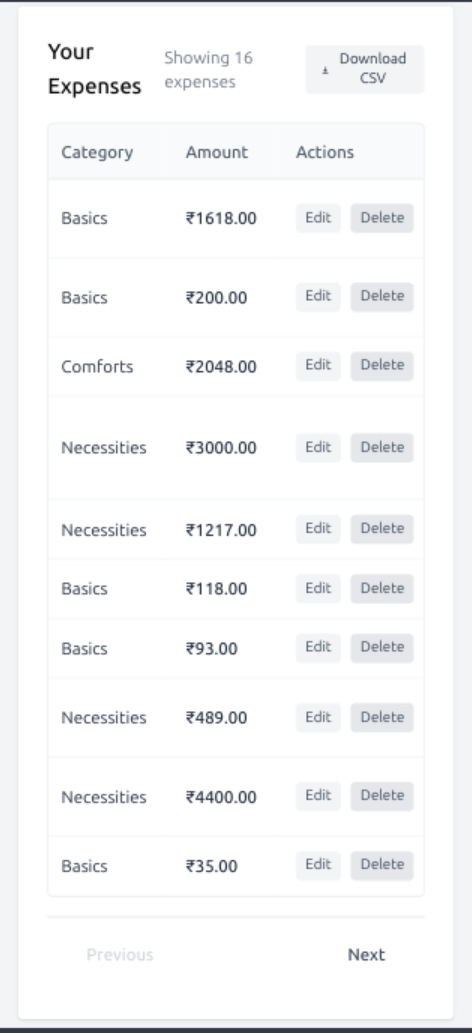 Your
Expenses
Showing 16
expenses
Download
CSV
Category Amount Actions
Basics ₹1618.00 Edit Delete
Basics ₹200.00 Edit Delete
Comforts ₹2048.00 Edit Delete
Necessities ₹3000.00 Edit Delete
Necessities ₹1217.00 Edit Delete
Basics ₹118.00 Edit Delete
Basics ₹93.00 Edit Delete
Necessities ₹489.00 Edit Delete
Necessities ₹4400.00 Edit Delete
Basics ₹35.00 Edit Delete
Previous Next